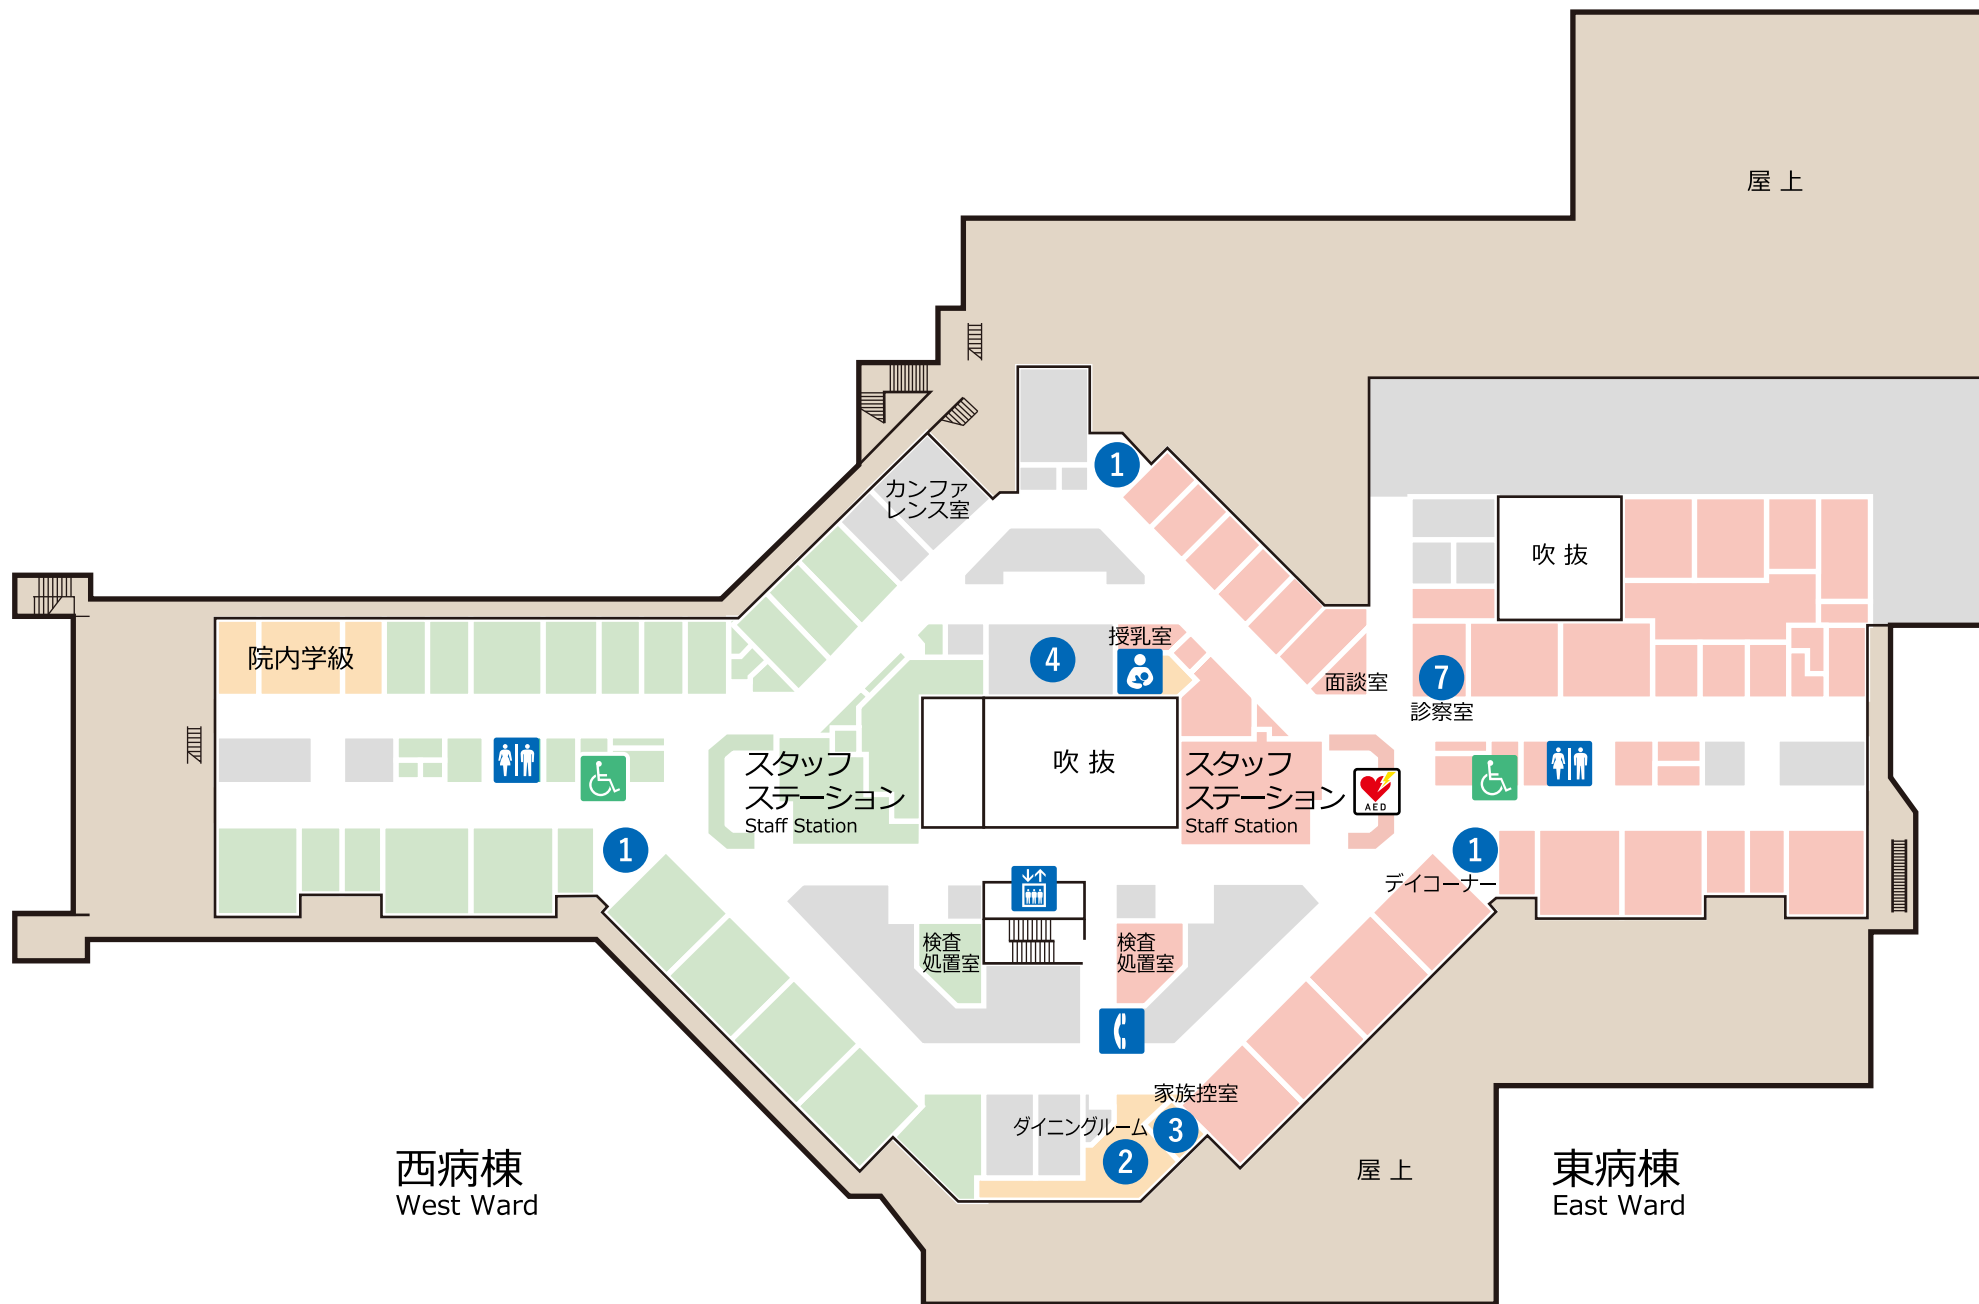 屋 上
1
カンファ
レンス室
吹 抜
授乳室
4
院内学級
面談室
7
診察室
スタッフ
ステーション
Staff Station
吹 抜
スタッフ
ステーション
Staff Station
AED
1
1
デイコーナー
検査
処置室
検査
処置室
家族控室
ダイニングルーム
3
2
西病棟
West Ward
屋 上
東病棟
East Ward